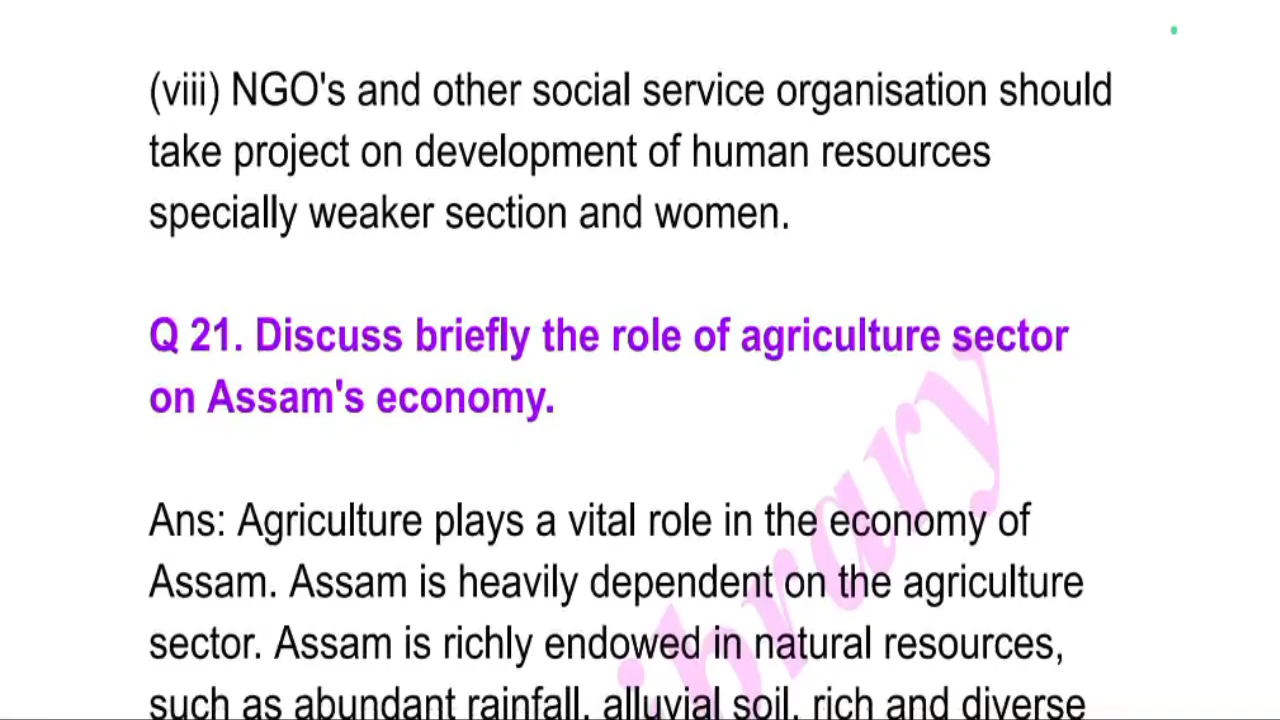 (viii) NGO's and other social service organisation should
take project on development of human resources
specially weaker section and women.
Q 21. Discuss briefly the role of agriculture sector
on Assam's economy.
Ans: Agriculture plays a vital role in the economy of
Assam. Assam is heavily dependent on the agriculture
sector. Assam is richly endowed in natural resources,
such as abundant rainfall, alluvial soil, rich and diverse
ibrary